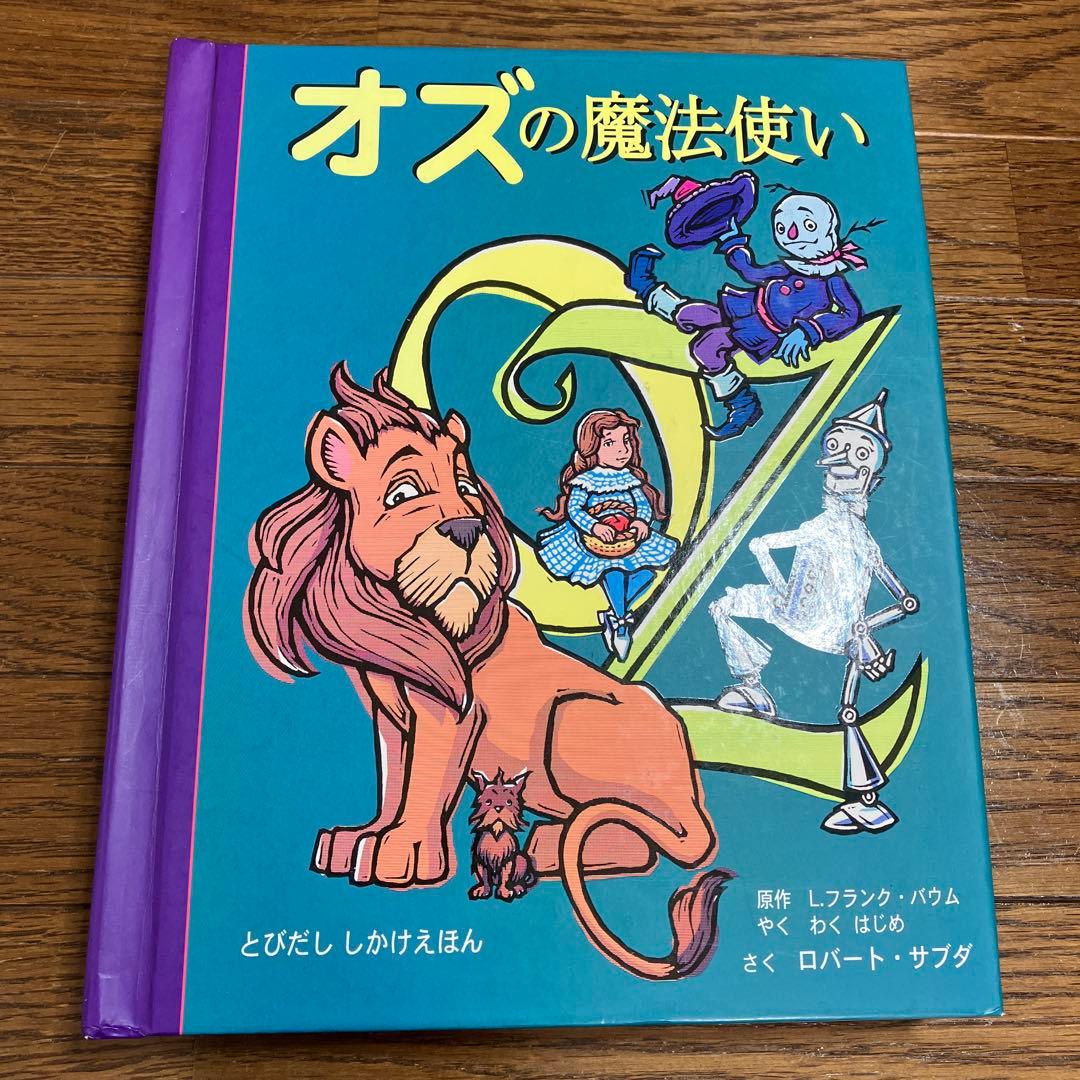 オズの魔法使い
OZ
原作 L.フランク・バウム
やく わく はじめ
とびだし しかけえほん
さく ロバート・サブダ